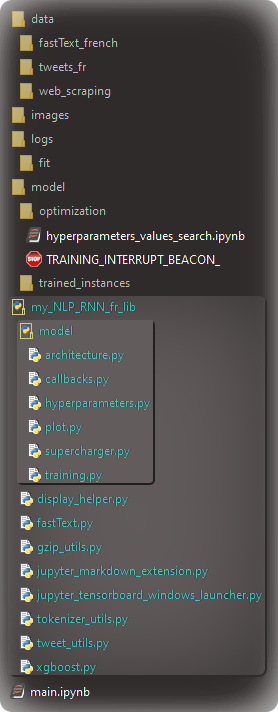 data
fastText_french
tweets_fr
web_scraping
images
logs
fit
model
optimization
hyperparameters_values_search.ipynb
STOP TRAINING_INTERRUPT_BEACON_
trained_instances
my_NLP_RNN_fr_lib
model
architecture.py
callbacks.py
hyperparameters.py
plot.py
supercharger.py
training.py
display_helper.py
fastText.py
gzip_utils.py
jupyter_markdown_extension.py
jupyter_tensorboard_windows_launcher.py
tokenizer_utils.py
tweet_utils.py
xgboost.py
main.ipynb